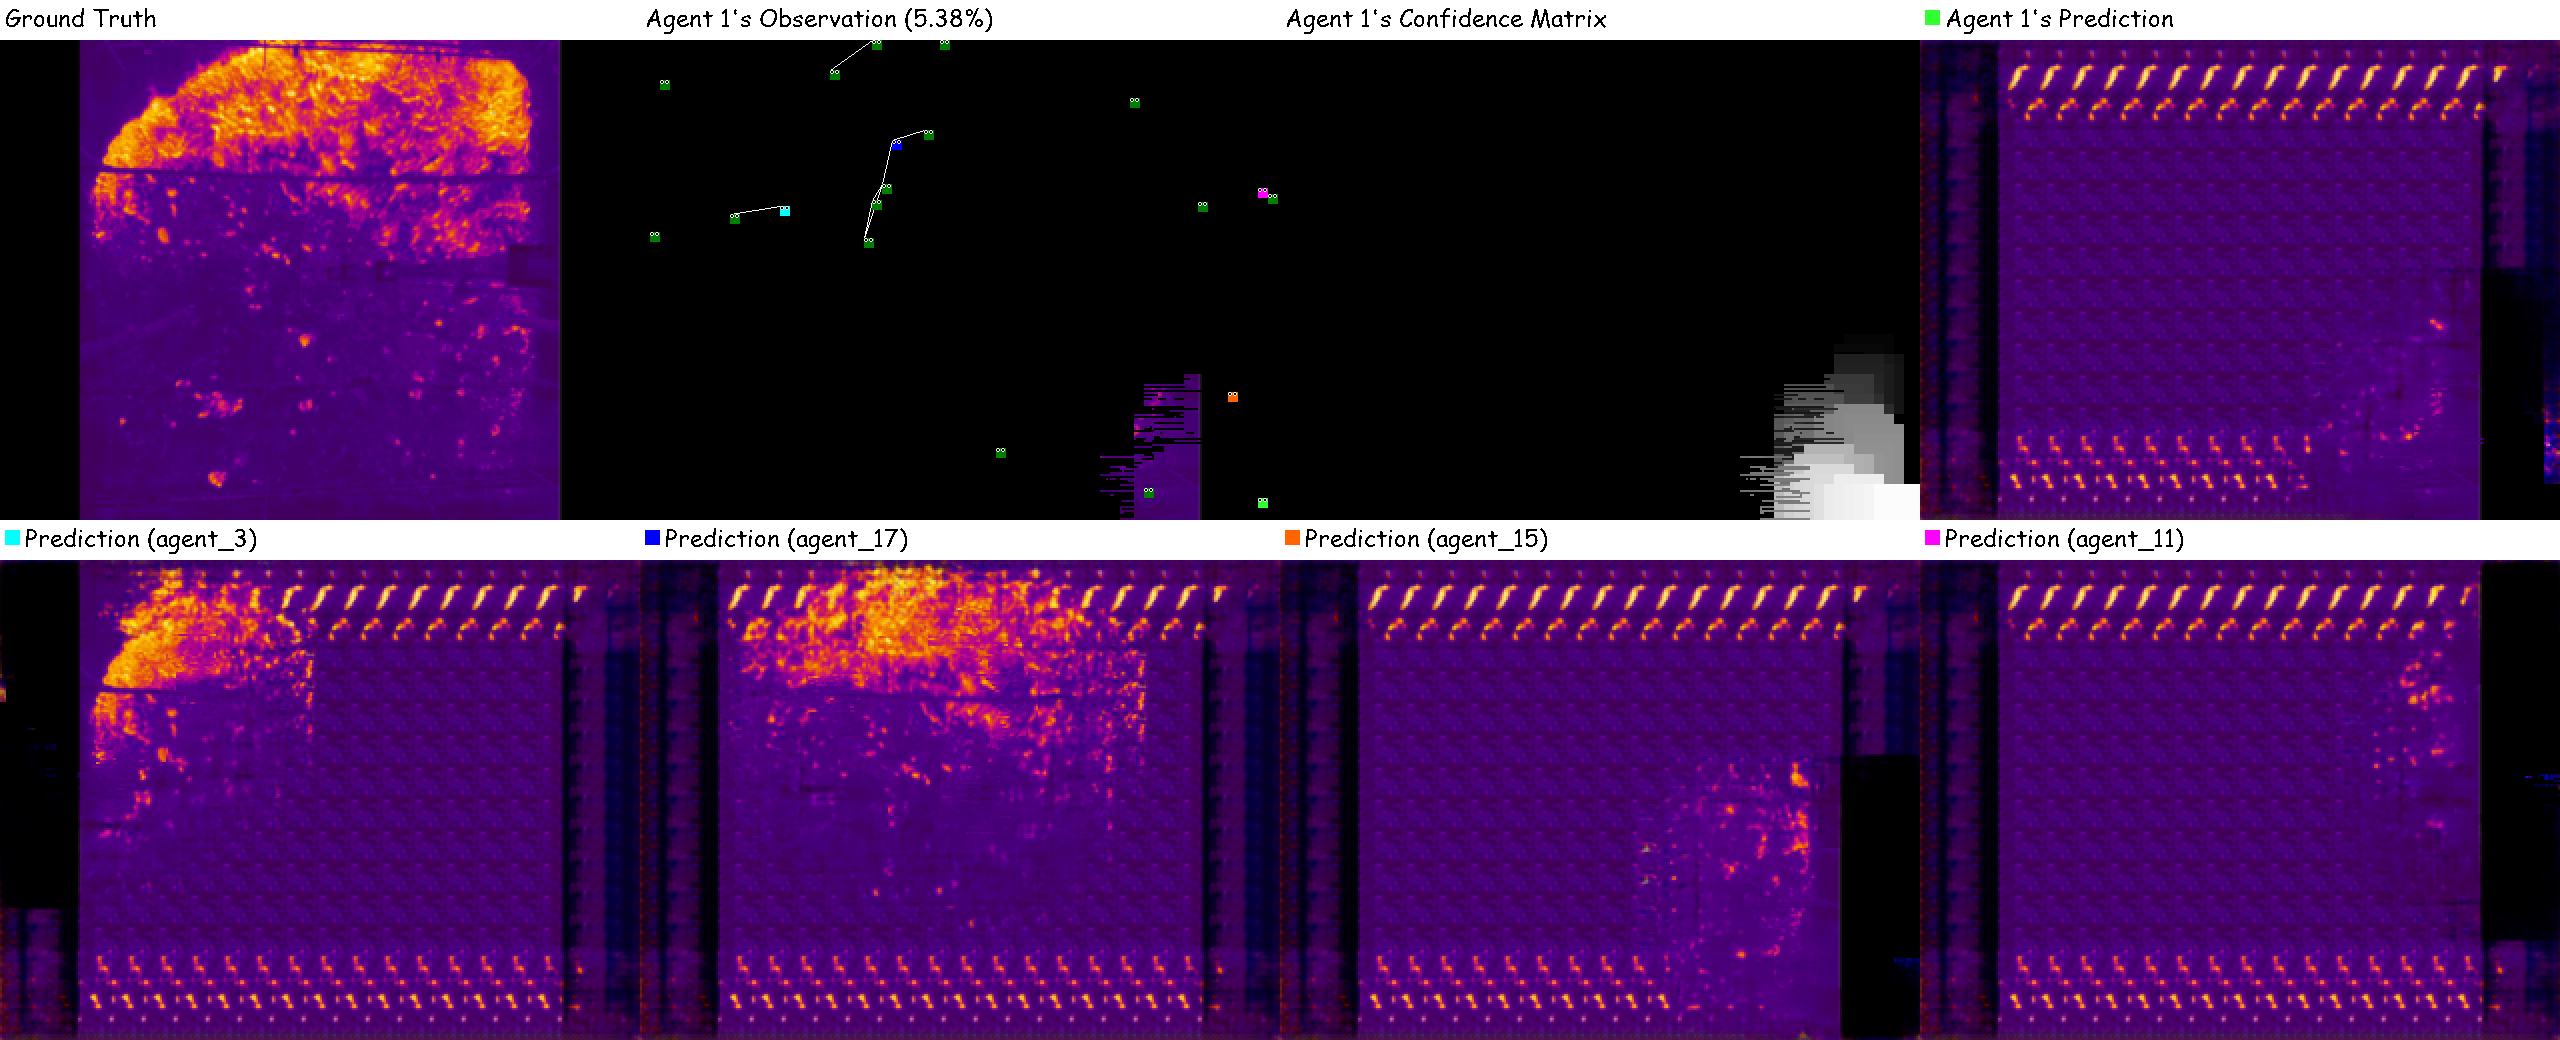 Ground Truth
Agent 1's Observation (5.38%)
Agent 1's Confidence Matrix
Agent 1's Prediction
Prediction (agent_3)
Prediction (agent_17)
Prediction (agent_15)
Prediction (agent_11)